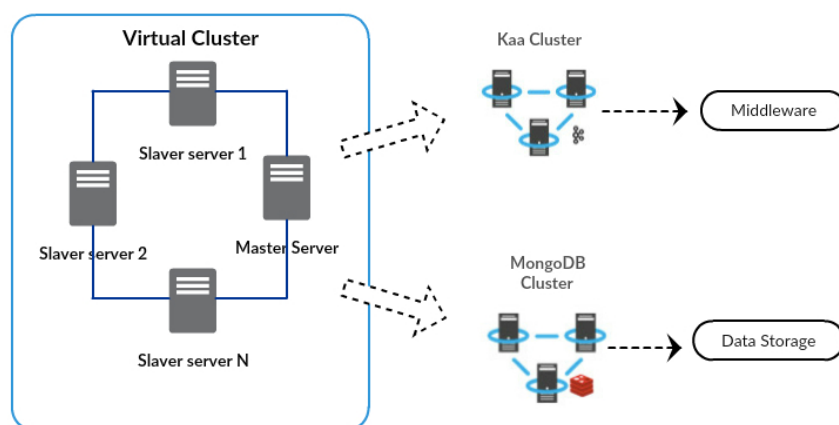 Virtual Cluster
Slaver server 1
Slaver server 2
Master Server
Slaver server N
Kaa Cluster
Middleware
MongoDB
Cluster
Data Storage